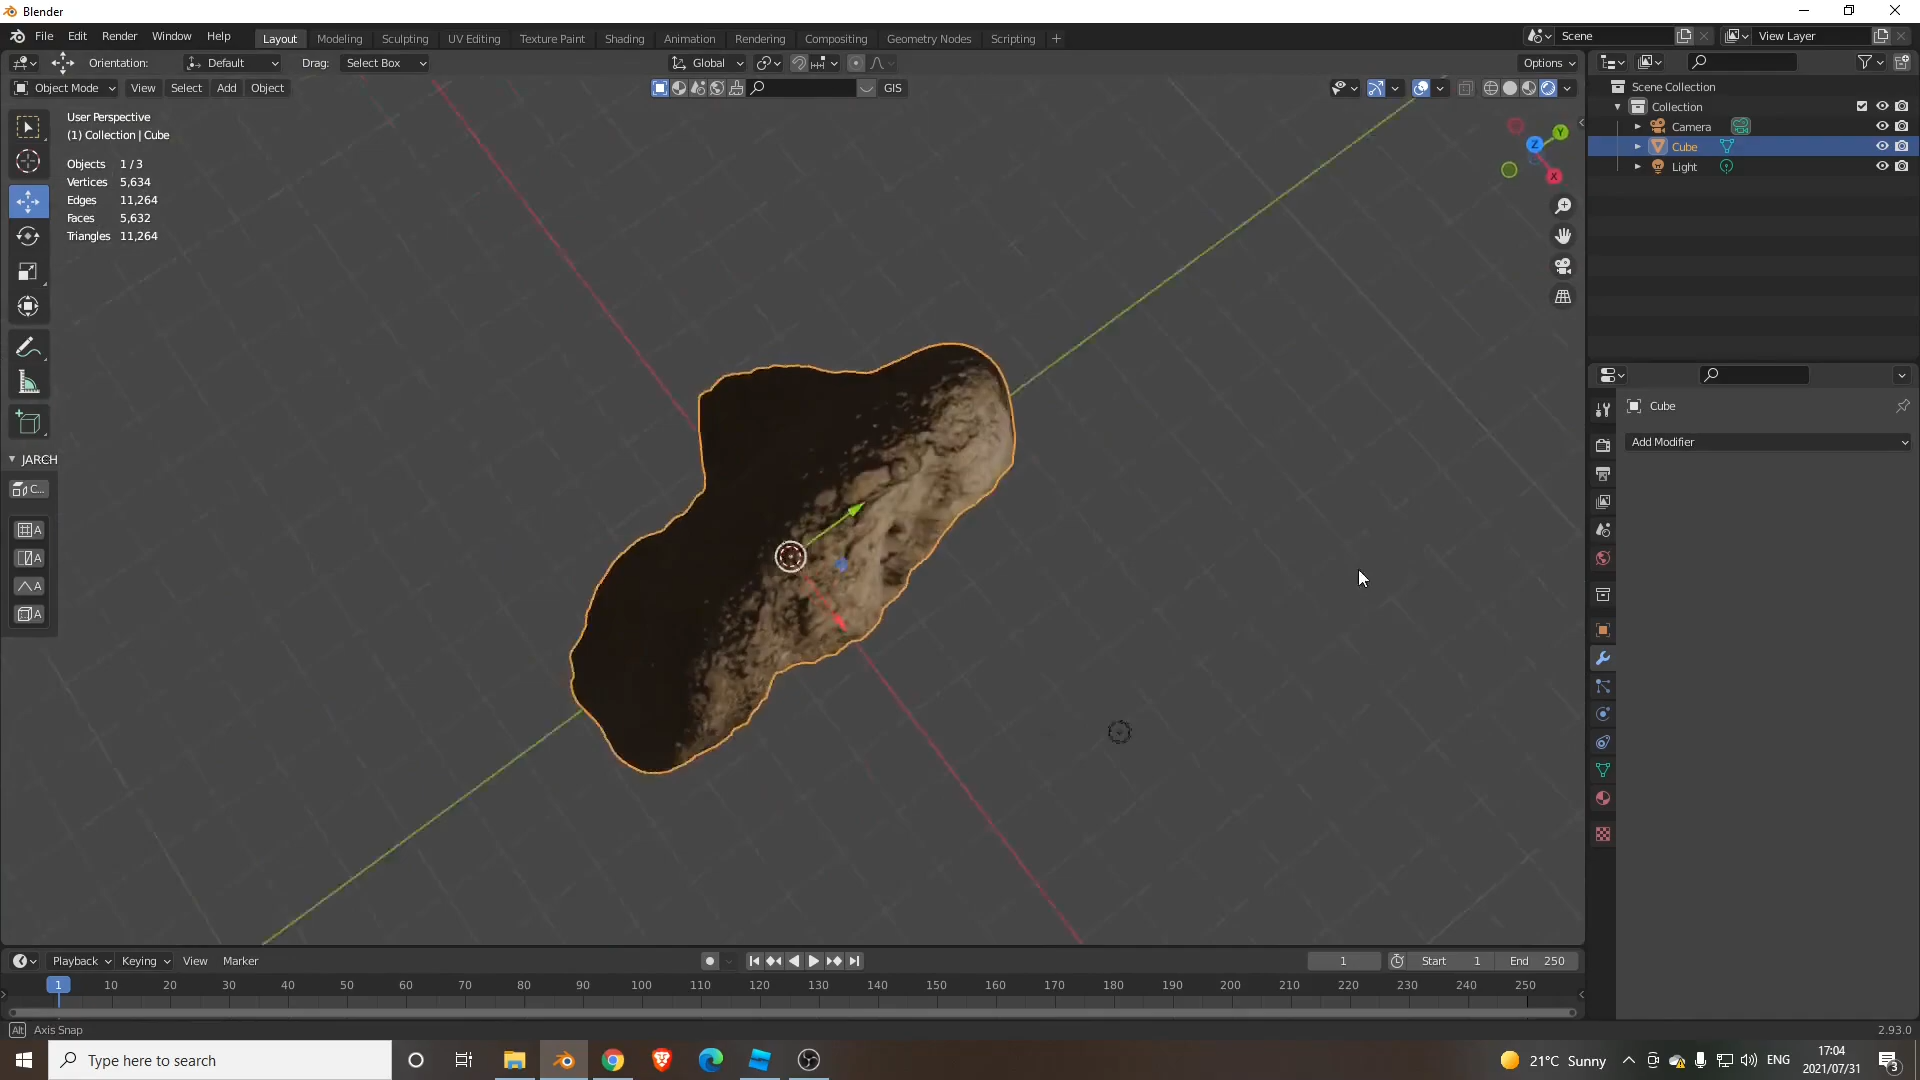 Blender
File Edit Render Window Help
Layout Modeling Sculpting UV Editing Texture Paint Shading Animation Rendering Compositing Geometry Nodes Scripting +
Scene
View Layer
Orientation: Default Drag: Select Box
Global
Options
Object Mode View Select Add Object
GIS
User Perspective
(1) Collection | Cube
Objects 1 / 3
Vertices 5,634
Edges 11,264
Faces 5,632
Triangles 11,264
Y
Z
X
Scene Collection
Collection
Camera
Cube
Light
Cube
Add Modifier
JARCH
C...
A
A
A
A
Playback Keying View Marker
1
Start 1
End 250
1 10 20 30 40 50 60 70 80 90 100 110 120 130 140 150 160 170 180 190 200 210 220 230 240 250
Alt Axis Snap
2.93.0
Type here to search
21°C Sunny
ENG
17:04
2021/07/31
3